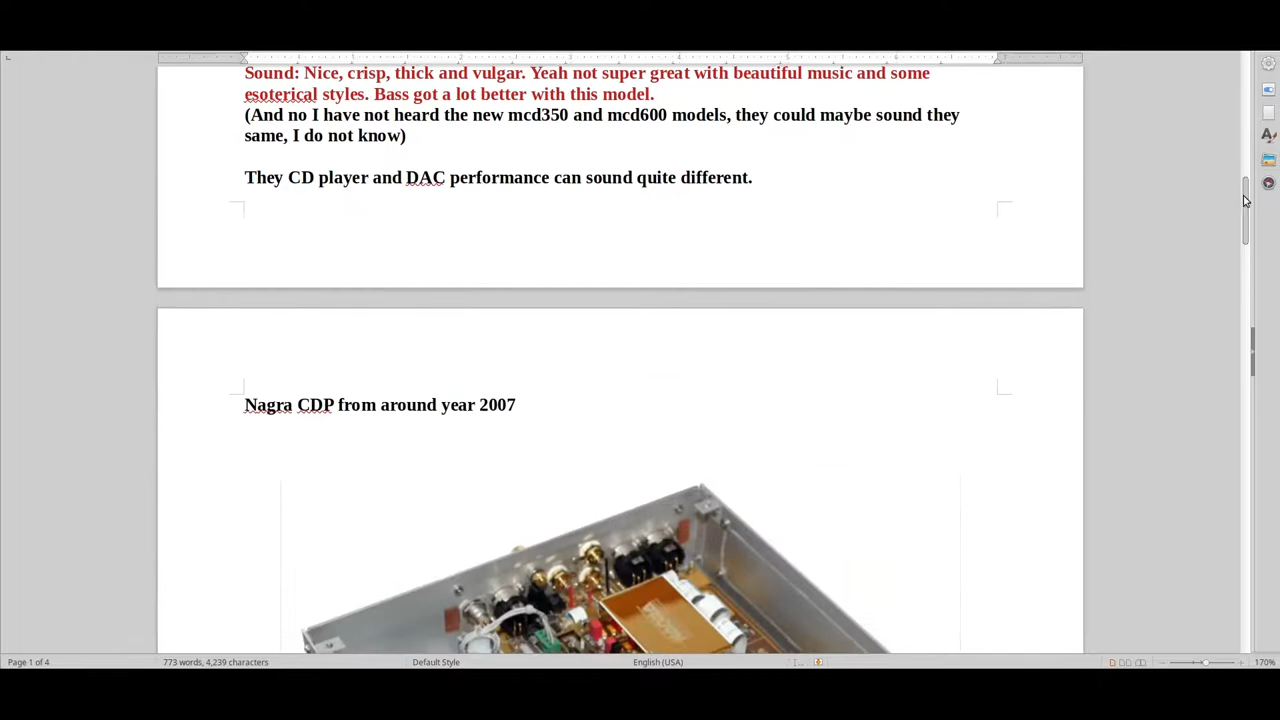 Sound: Nice, crisp, thick and vulgar. Yeah not super great with beautiful music and some
esoterical styles. Bass got a lot better with this model.
(And no I have not heard the new mcd350 and mcd600 models, they could maybe sound they
same, I do not know)
They CD player and DAC performance can sound quite different.
Nagra CDP from around year 2007
Page 1 of 4
773 words, 4,239 characters
Default Style
English (USA)
170%